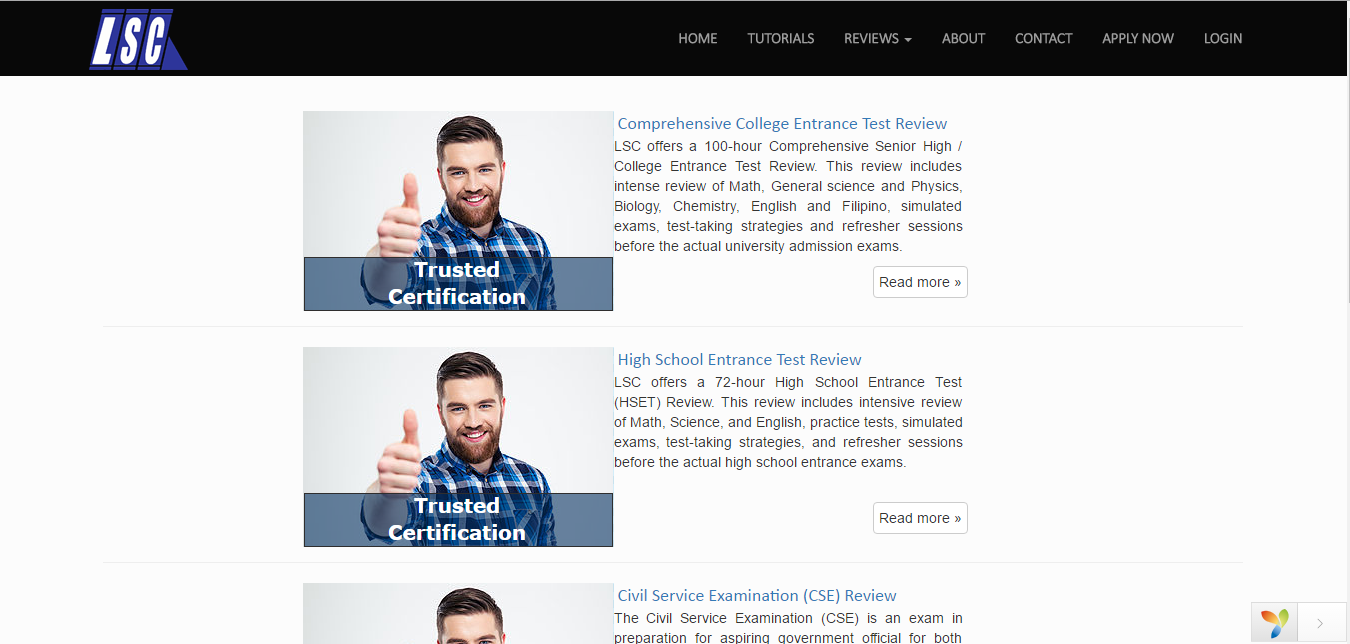 LSC
HOME TUTORIALS REVIEWS ABOUT CONTACT APPLY NOW LOGIN
Trusted
Certification
Comprehensive College Entrance Test Review
LSC offers a 100-hour Comprehensive Senior High /
College Entrance Test Review. This review includes
intense review of Math, General science and Physics,
Biology, Chemistry, English and Filipino, simulated
exams, test-taking strategies and refresher sessions
before the actual university admission exams.
Read more »
Trusted
Certification
High School Entrance Test Review
LSC offers a 72-hour High School Entrance Test
(HSET) Review. This review includes intensive review
of Math, Science, and English, practice tests, simulated
exams, test-taking strategies, and refresher sessions
before the actual high school entrance exams.
Read more »
Civil Service Examination (CSE) Review
The Civil Service Examination (CSE) is an exam in
preparation for aspiring government official for both